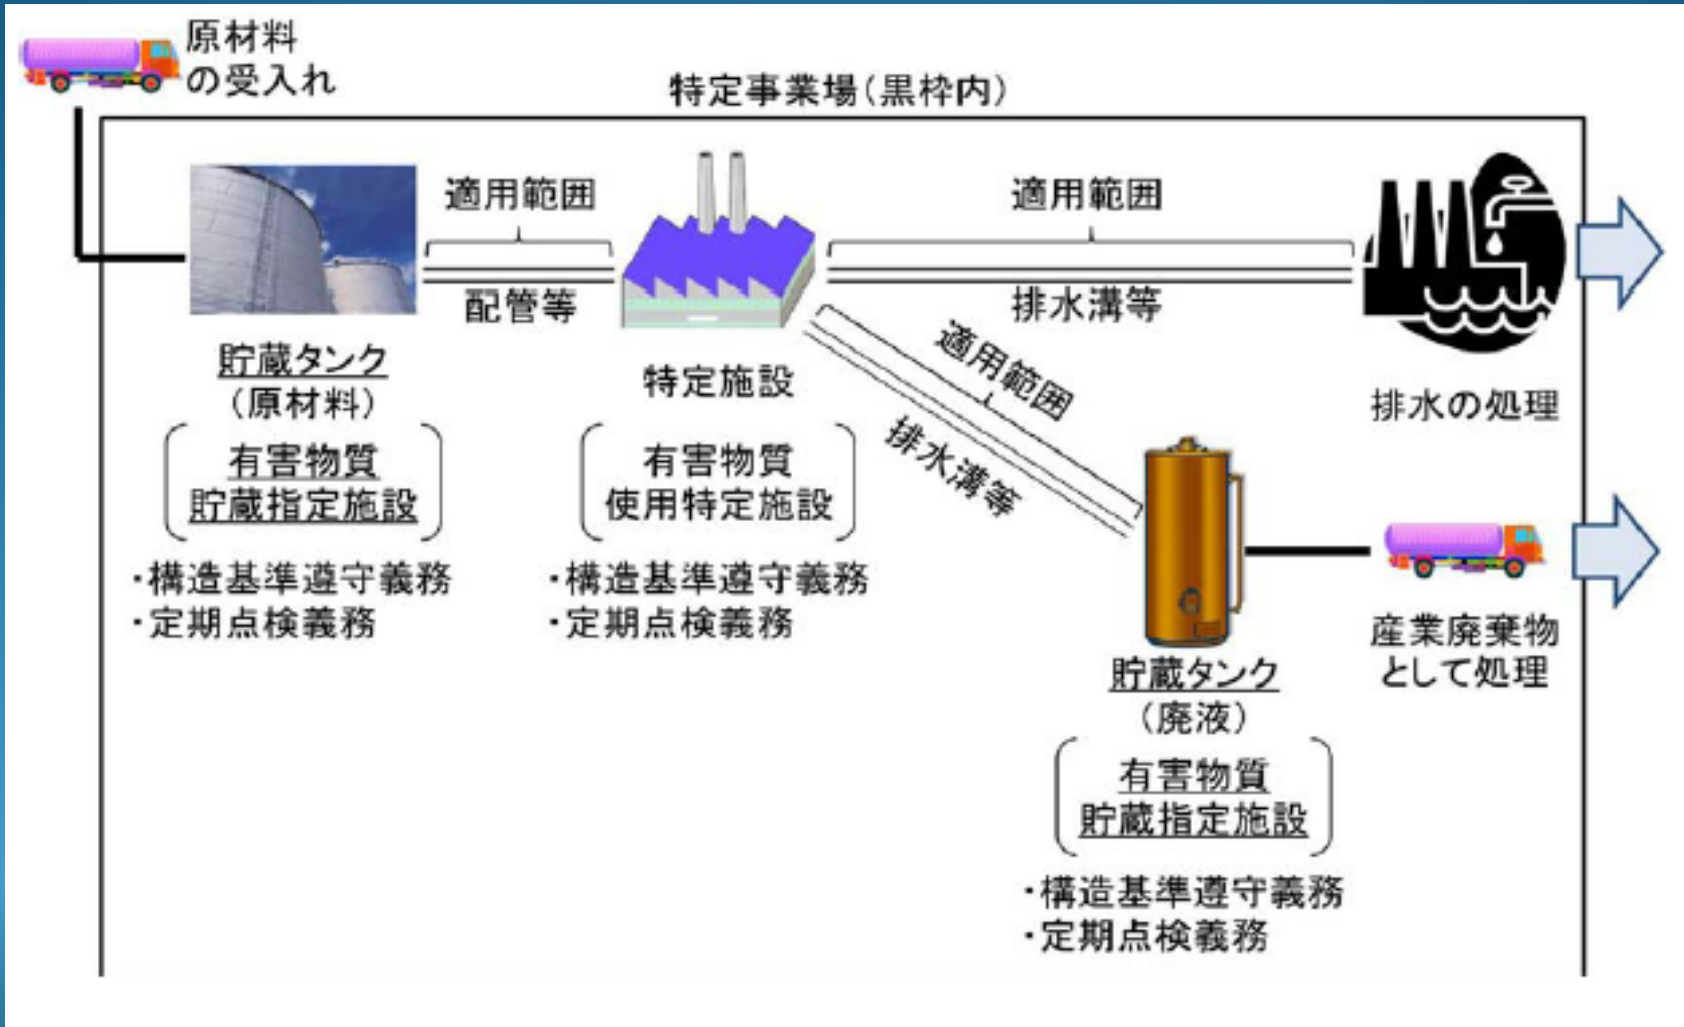 原材料
の受入れ
特定事業場(黒枠内)
適用範囲
配管等
適用範囲
排水溝等
適用範囲
排水溝等
貯蔵タンク
(原材料)
有害物質
貯蔵指定施設
・構造基準遵守義務
・定期点検義務
特定施設
有害物質
使用特定施設
・構造基準遵守義務
・定期点検義務
排水の処理
貯蔵タンク
(廃液)
有害物質
貯蔵指定施設
・構造基準遵守義務
・定期点検義務
産業廃棄物
として処理